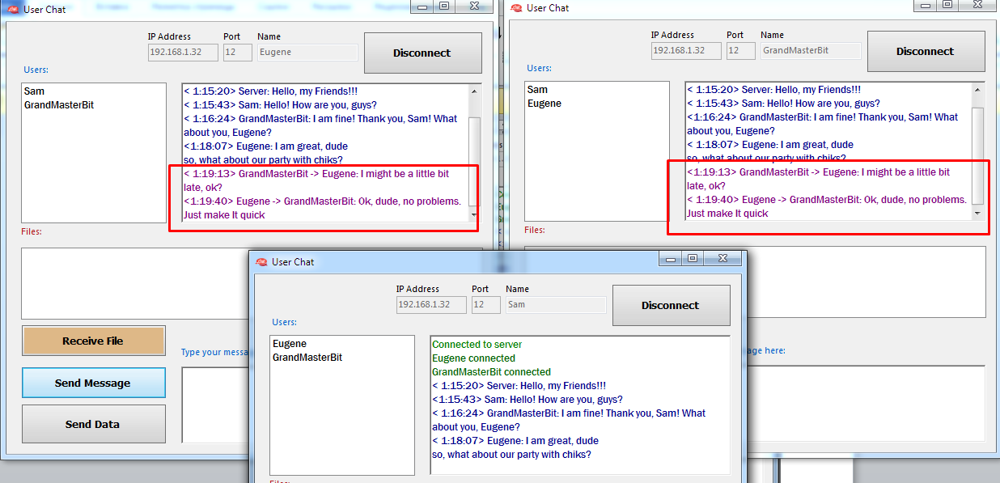 User Chat
IP Address Port Name
192.168.1.32 12 Eugene
Disconnect
Users:
Sam
GrandMasterBit
< 1:15:20> Server: Hello, my Friends!!!
< 1:15:43> Sam: Hello! How are you, guys?
< 1:16:24> GrandMasterBit: I am fine! Thank you, Sam! What
about you, Eugene?
<1:18:07> Eugene: I am great, dude
so, what about our party with chiks?
< 1:19:13> GrandMasterBit -> Eugene: I might be a little bit
late, ok?
<1:19:40> Eugene -> GrandMasterBit: Ok, dude, no problems.
Just make It quick
Files:
Receive File
Type your messa
Send Message
Send Data
User Chat
IP Address Port Name
192.168.1.32 12 GrandMasterBit
Disconnect
Users:
Sam
Eugene
< 1:15:20> Server: Hello, my Friends!!!
< 1:15:43> Sam: Hello! How are you, guys?
<1:16:24> GrandMasterBit: I am fine! Thank you, Sam! What
about you, Eugene?
<1:18:07> Eugene: I am great, dude
so, what about our party with chiks?
<1:19:13> GrandMasterBit -> Eugene: I might be a little bit
late, ok?
< 1:19:40> Eugene -> GrandMasterBit: Ok, dude, no problems.
Just make It quick
Files:
age here:
User Chat
IP Address Port Name
192.168.1.32 12 Sam
Disconnect
Users:
Eugene
GrandMasterBit
Connected to server
Eugene connected
GrandMasterBit connected
< 1:15:20> Server: Hello, my Friends!!!
<1:15:43> Sam: Hello! How are you, guys?
< 1:16:24> GrandMasterBit: I am fine! Thank you, Sam! What
about you, Eugene?
< 1:18:07> Eugene: I am great, dude
so, what about our party with chiks?
Files: